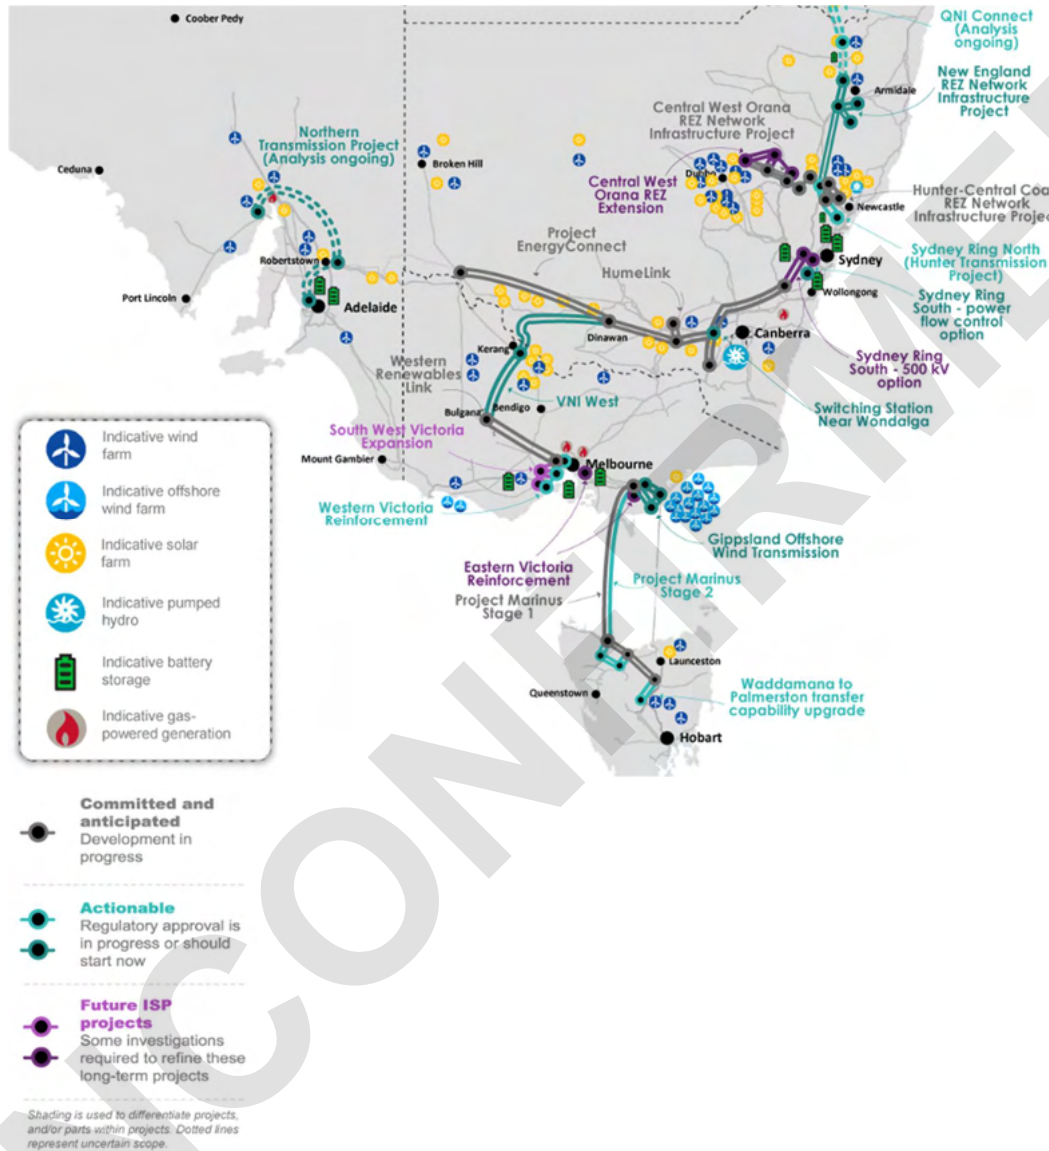 Coober Pedy
QNI Connect
(Analysis
ongoing)
New England
REZ Network
Infrastructure
Project
Armidale
Central West Orana
REZ Network
Infrastructure Project
Northern
Transmission Project
(Analysis ongoing)
Ceduna
Broken Hill
Dubbo
Central West
Orana REZ
Extension
Hunter-Central Coa
REZ Network
Infrastructure Projec
Newcastle
Project
EnergyConnect
HumeLink
Sydney Ring North
(Hunter Transmission
Project)
Robertstown
Sydney
Port Lincoln
Adelaide
Wollongong
Sydney Ring
South - power
flow control
option
Dinawan
Canberra
Kerang
Western
Renewables
Link
Sydney Ring
South - 500 kV
option
VNI West
Bulgana
Bendigo
Switching Station
Near Wondalga
South West Victoria
Expansion
Mount Gambier
Melbourne
Western Victoria
Reinforcement
Gippsland Offshore
Wind Transmission
Eastern Victoria
Reinforcement
Project Marinus
Stage 1
Project Marinus
Stage 2
Launceston
Queenstown
Waddamana to
Palmerston transfer
capability upgrade
Hobart
Indicative wind
farm
Indicative offshore
wind farm
Indicative solar
farm
Indicative pumped
hydro
Indicative battery
storage
Indicative gas-
powered generation
Committed and
anticipated
Development in
progress
Actionable
Regulatory approval is
in progress or should
start now
Future ISP
projects
Some investigations
required to refine these
long-term projects
Shading is used to differentiate projects,
and/or parts within projects. Dotted lines
represent uncertain scope.
NCONFIRME